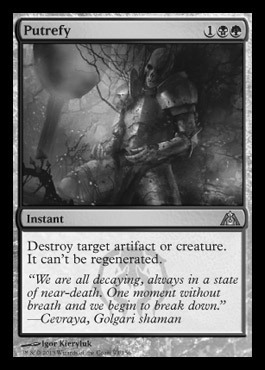 Putrefy 1
Instant
Destroy target artifact or creature.
It can't be regenerated.
"We are all decaying, always in a state
of near-death. One moment without
breath and we begin to break down."
—Cevraya, Golgari shaman
Igor Kieryluk